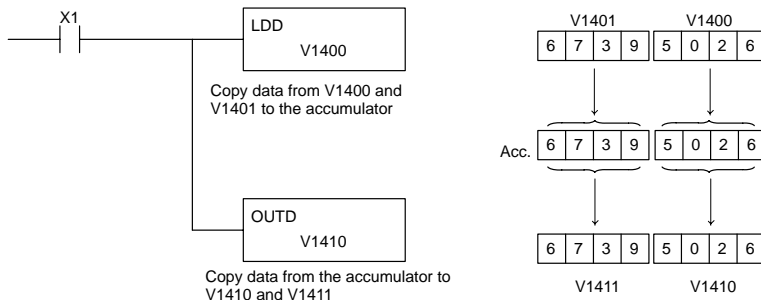 X1
LDD
V1400
Copy data from V1400 and
V1401 to the accumulator
OUTD
V1410
Copy data from the accumulator to
V1410 and V1411
V1401 V1400
6 7 3 9 5 0 2 6
Acc. 6 7 3 9 5 0 2 6
6 7 3 9 5 0 2 6
V1411 V1410